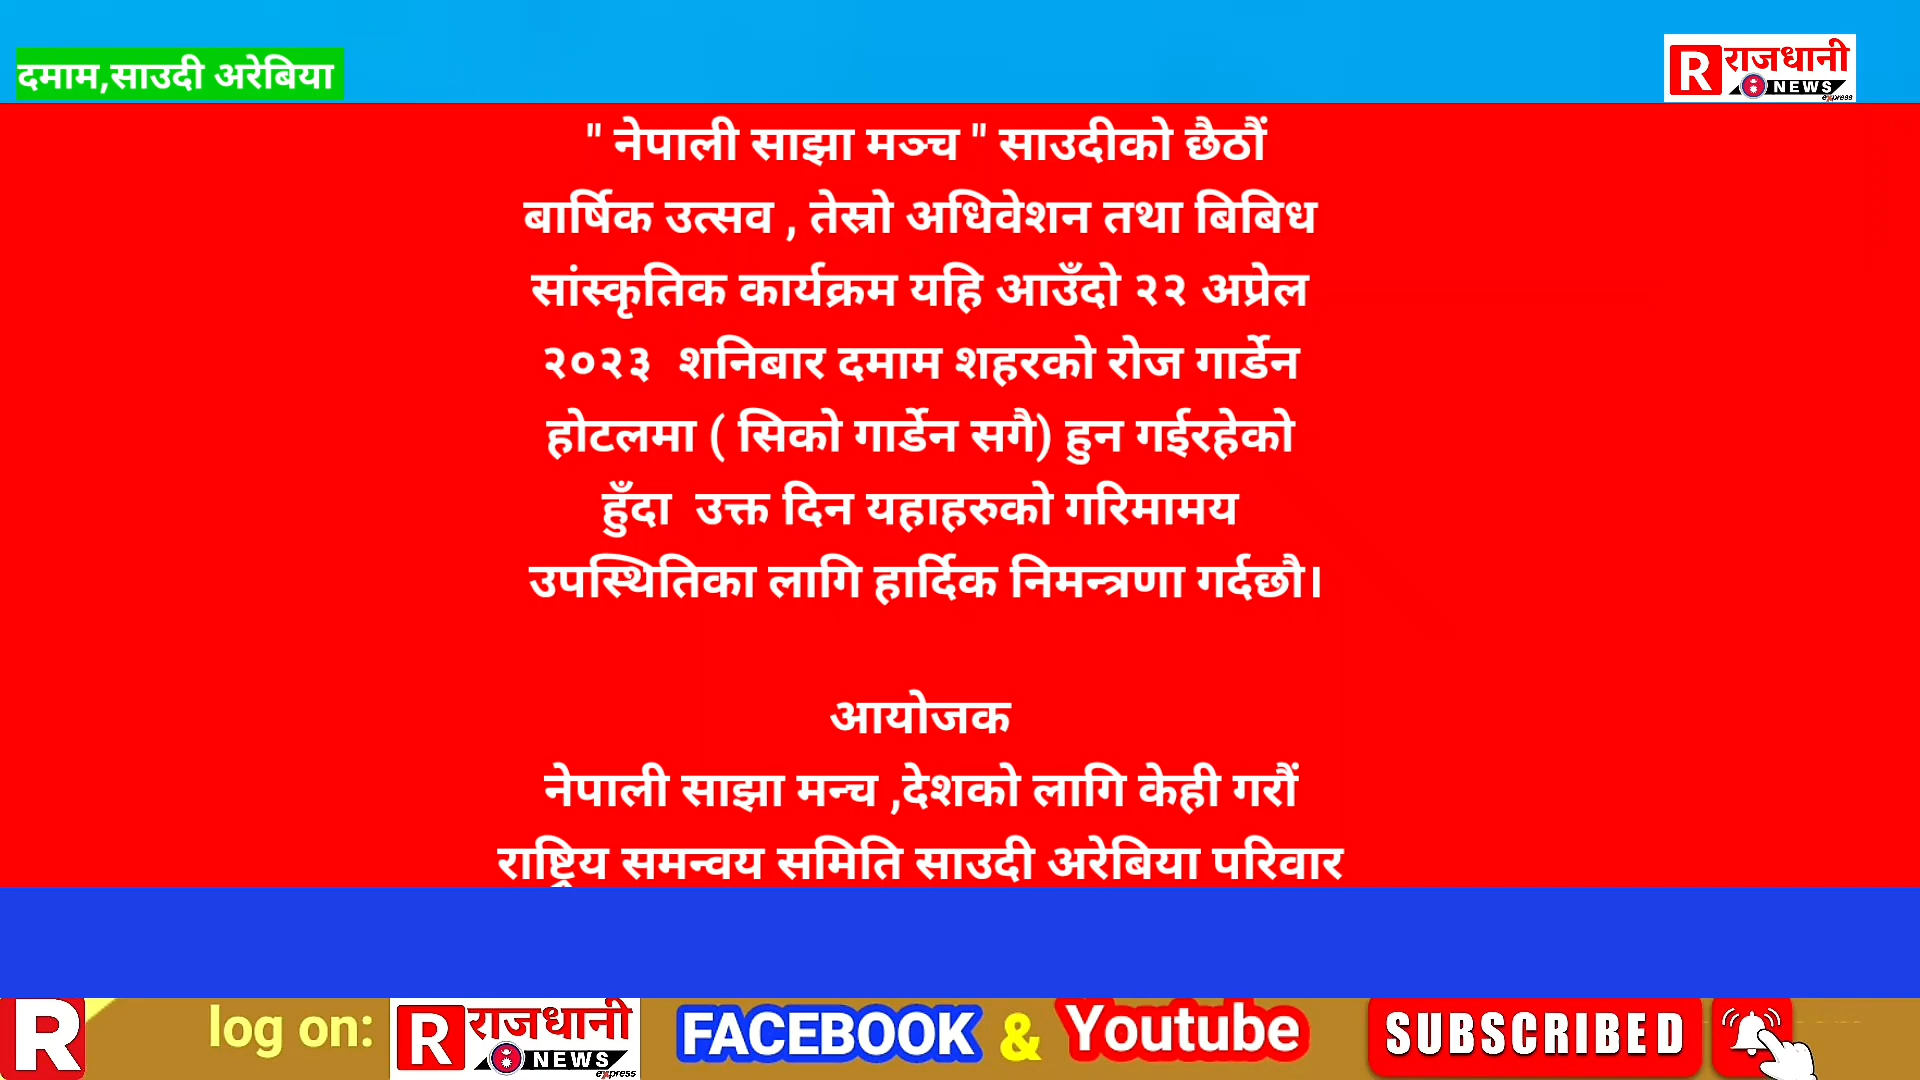 दमाम,साउदी अरेबिया
R राजधानी
NEWS
express
" नेपाली साझा मञ्च " साउदीको छैठौं
बार्षिक उत्सव , तेस्रो अधिवेशन तथा बिबिध
सांस्कृतिक कार्यक्रम यहि आउँदो २२ अप्रेल
२०२३ शनिबार दमाम शहरको रोज गार्डेन
होटलमा ( सिको गार्डेन सगै) हुन गईरहेको
हुँदा उक्त दिन यहाहरुको गरिमामय
उपस्थितिका लागि हार्दिक निमन्त्रणा गर्दछौ।
आयोजक
नेपाली साझा मन्च ,देशको लागि केही गरौं
राष्ट्रिय समन्वय समिति साउदी अरेबिया परिवार
R log on: R राजधानी FACEBOOK & Youtube SUBSCRIBED
NEWS
express